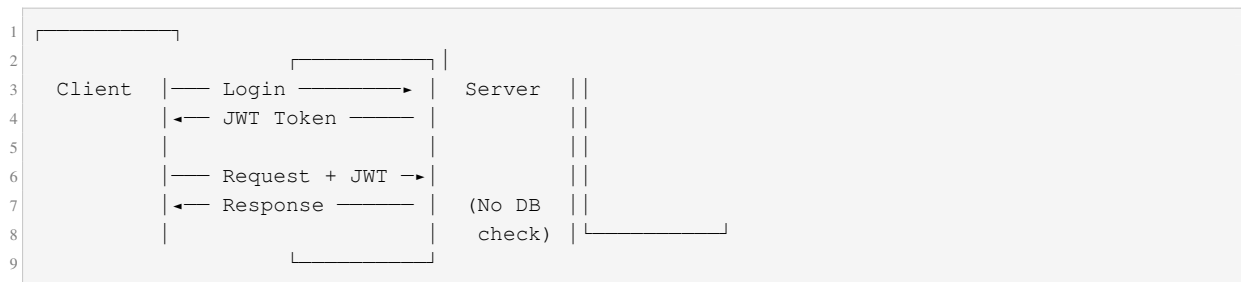 1 ┌──────────┐
2                     ┌──────────┐│
3   Client  │─── Login ────────► │  Server  ││
4           │◄── JWT Token ───── │          ││
5           │                    │          ││
6           │─── Request + JWT ─►│          ││
7           │◄── Response ────── │  (No DB  ││
8           │                    │   check) │└──────────┘
9                     └──────────┘